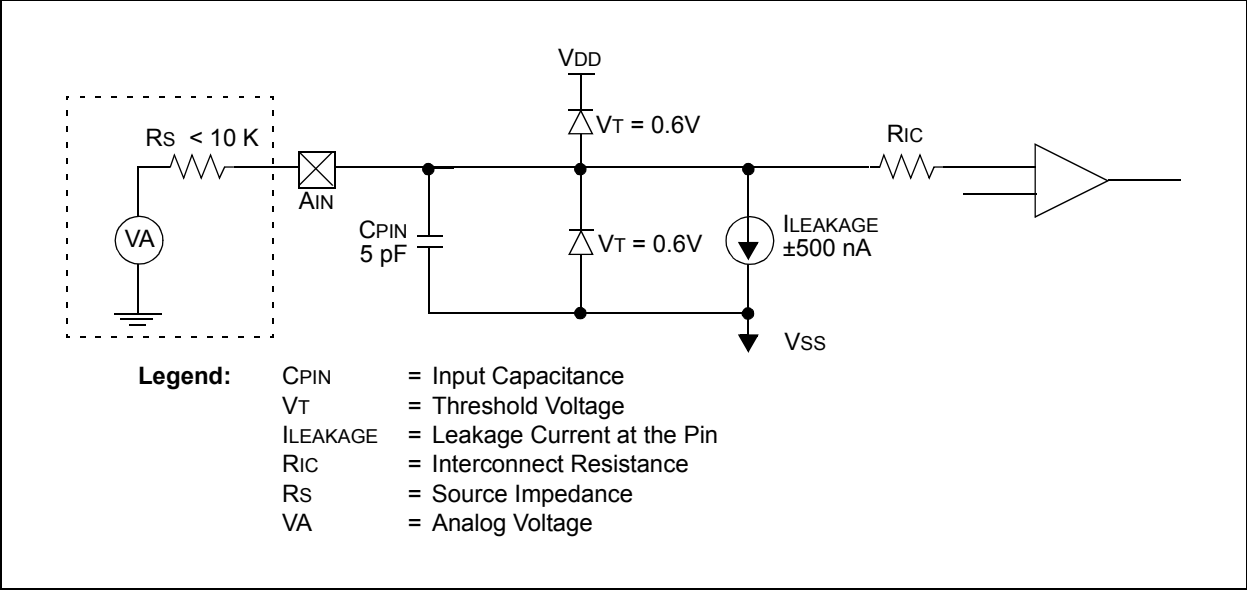 VDD
VT = 0.6V
RS < 10 K
RIC
AIN
VA
CPIN
5 pF
VT = 0.6V
ILEAKAGE
±500 nA
VSS
Legend: CPIN = Input Capacitance
VT = Threshold Voltage
ILEAKAGE = Leakage Current at the Pin
RIC = Interconnect Resistance
RS = Source Impedance
VA = Analog Voltage